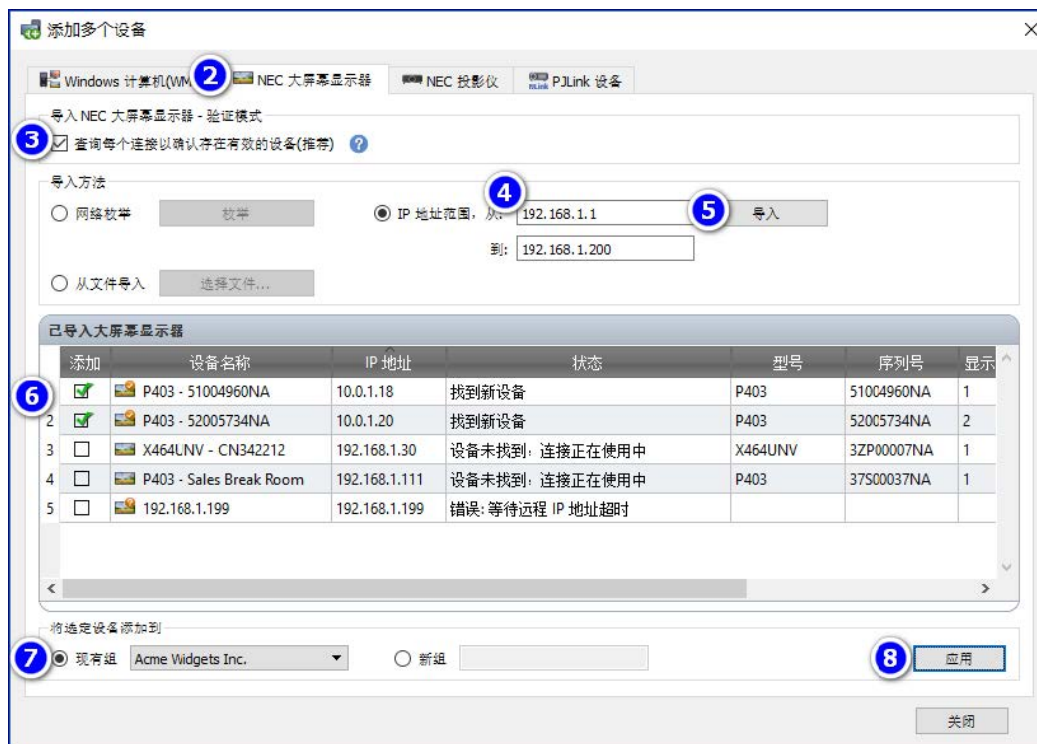 添加多个设备
Windows 计算机(WM 2 NEC 大屏幕显示器 NEC 投影仪 PJLink 设备
导入 NEC 大屏幕显示器 - 验证模式
3 查询每个连接以确认存在有效的设备(推荐) ?
导入方法
网络枚举 枚举 IP 地址范围，从: 4 192.168.1.1 5 导入
到: 192.168.1.200
从文件导入 选择文件...
已导入大屏幕显示器
添加 设备名称 IP 地址 状态 型号 序列号 显示
6 P403 - 51004960NA 10.0.1.18 找到新设备 P403 51004960NA 1
2 P403 - 52005734NA 10.0.1.20 找到新设备 P403 52005734NA 2
3 X464UNV - CN342212 192.168.1.30 设备未找到：连接正在使用中 X464UNV 3ZP00007NA 1
4 P403 - Sales Break Room 192.168.1.111 设备未找到：连接正在使用中 P403 37S00037NA 1
5 192.168.1.199 192.168.1.199 错误: 等待远程 IP 地址超时
将选定设备添加到
7 现有组 Acme Widgets Inc. 新组 8 应用
关闭